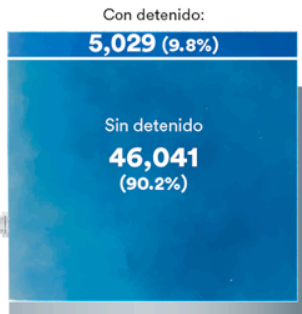 Con detenido:
5,029 (9.8%)
Sin detenido
46,041
(90.2%)